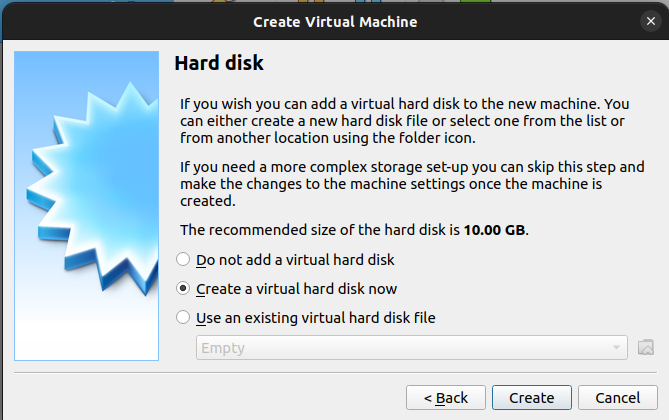 Create Virtual Machine
Hard disk
If you wish you can add a virtual hard disk to the new machine. You
can either create a new hard disk file or select one from the list or
from another location using the folder icon.
If you need a more complex storage set-up you can skip this step and
make the changes to the machine settings once the machine is
created.
The recommended size of the hard disk is 10.00 GB.
Do not add a virtual hard disk
Create a virtual hard disk now
Use an existing virtual hard disk file
Empty
< Back
Create
Cancel